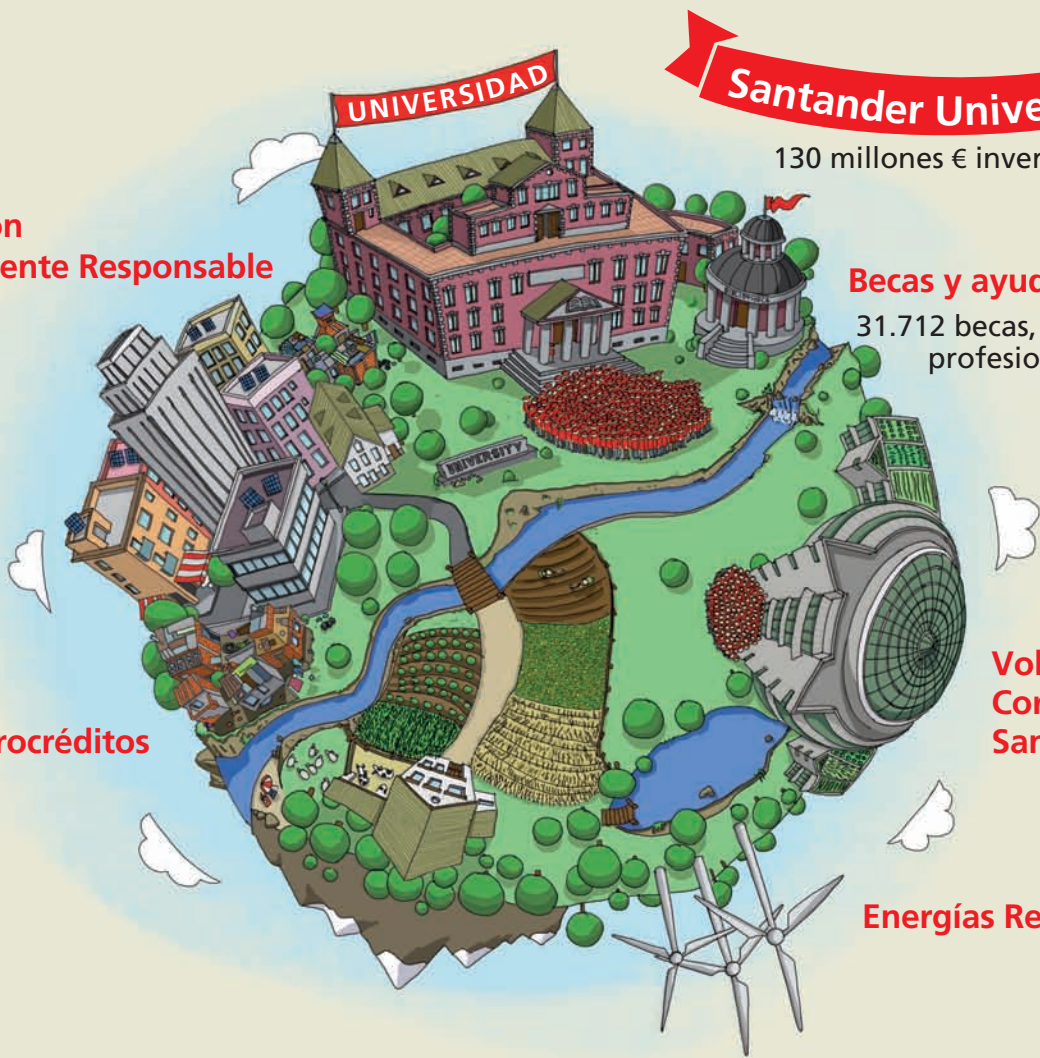 UNIVERSIDAD
Santander Unive
130 millones € inver
ón
ente Responsable
Becas y ayud
31.712 becas,
profesio
UNIVERSITY
Vol
Cor
San
rocréditos
Energías Re